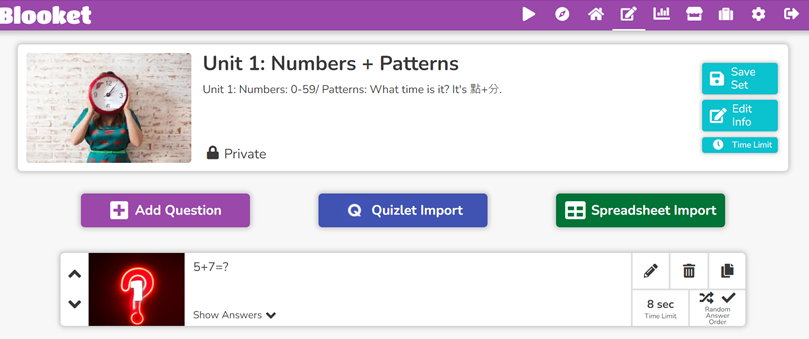 Blooket
Unit 1: Numbers + Patterns
Unit 1: Numbers: 0-59/ Patterns: What time is it? It's 點+分.
Private
Save
Set
Edit
Info
Time Limit
Add Question
Q Quizlet Import
Spreadsheet Import
5+7=?
Show Answers
8 sec
Time Limit
Random
Answer
Order